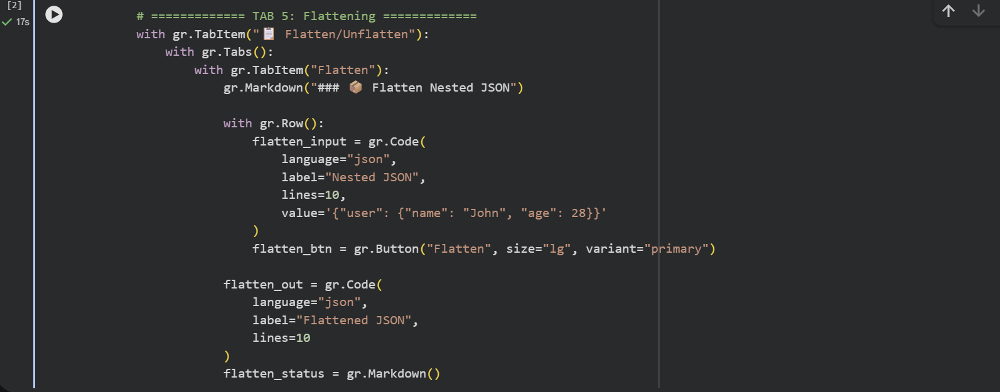 [2]
17s
# ============= TAB 5: Flattening =============
with gr.TabItem("📋 Flatten/Unflatten"):
with gr.Tabs():
with gr.TabItem("Flatten"):
gr.Markdown("### 📦 Flatten Nested JSON")
with gr.Row():
flatten_input = gr.Code(
language="json",
label="Nested JSON",
lines=10,
value='{"user": {"name": "John", "age": 28}}'
)
flatten_btn = gr.Button("Flatten", size="lg", variant="primary")
flatten_out = gr.Code(
language="json",
label="Flattened JSON",
lines=10
)
flatten_status = gr.Markdown()